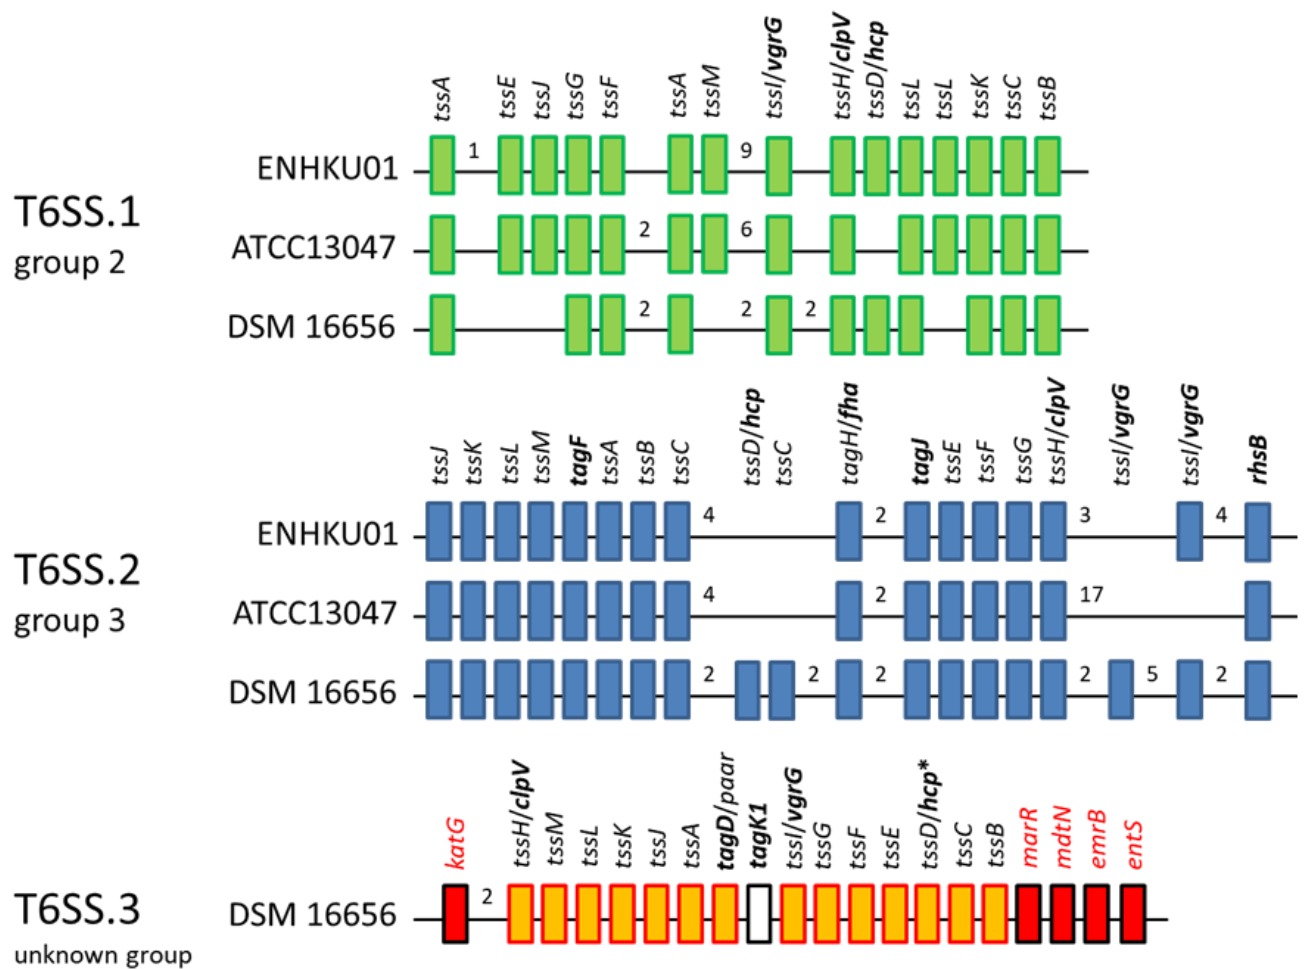 tssA tssE tssJ tssG tssF tssA tssM tssI/vgrG tssH/clpV tssD/hcp tssL tssL tssK tssC tssB
T6SS.1
group 2
ENHKU01 1 9
ATCC13047 2 6
DSM 16656 2 2 2
tssJ tssK tssL tssM tagF tssA tssB tssC tssD/hcp tssC tagH/fha tagJ tssE tssF tssG tssH/clpV tssI/vgrG tssI/vgrG rhsB
T6SS.2
group 3
ENHKU01 4 2 3 4
ATCC13047 4 2 17
DSM 16656 2 2 2 2 5 2
katG tssH/clpV tssM tssL tssK tssJ tssA tagD/paar tagK1 tssI/vgrG tssG tssF tssE tssD/hcp* tssC tssB marR mdtN emrB entS
T6SS.3
unknown group
DSM 16656 2